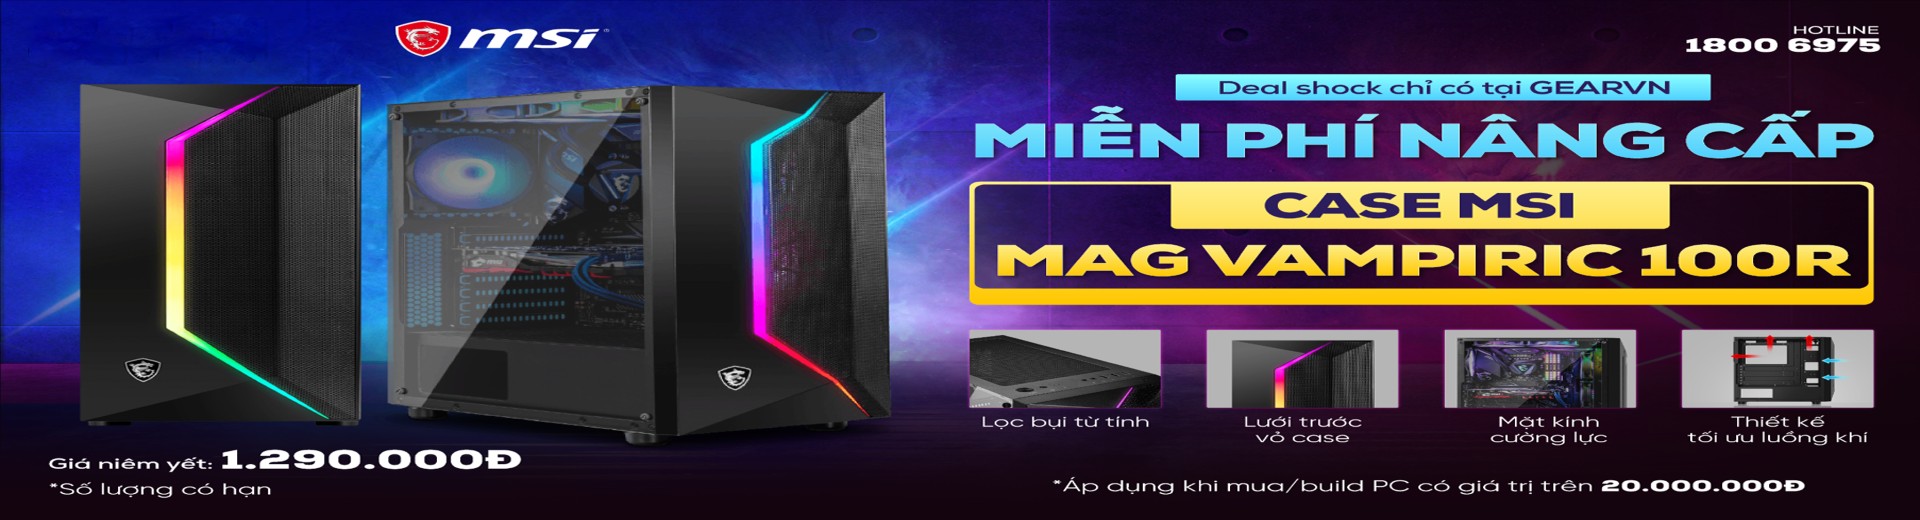 msi
HOTLINE
1800 6975
Deal shock chỉ có tại GEARVN
MIỄN PHÍ NÂNG CẤP
CASE MSI
MAG VAMPIRIC 100R
Lọc bụi từ tính
Lưới trước
vỏ case
Mặt kính
cường lực
Thiết kế
tối ưu luồng khí
Giá niêm yết: 1.290.000Đ
*Số lượng có hạn
*Áp dụng khi mua/build PC có giá trị trên 20.000.000Đ